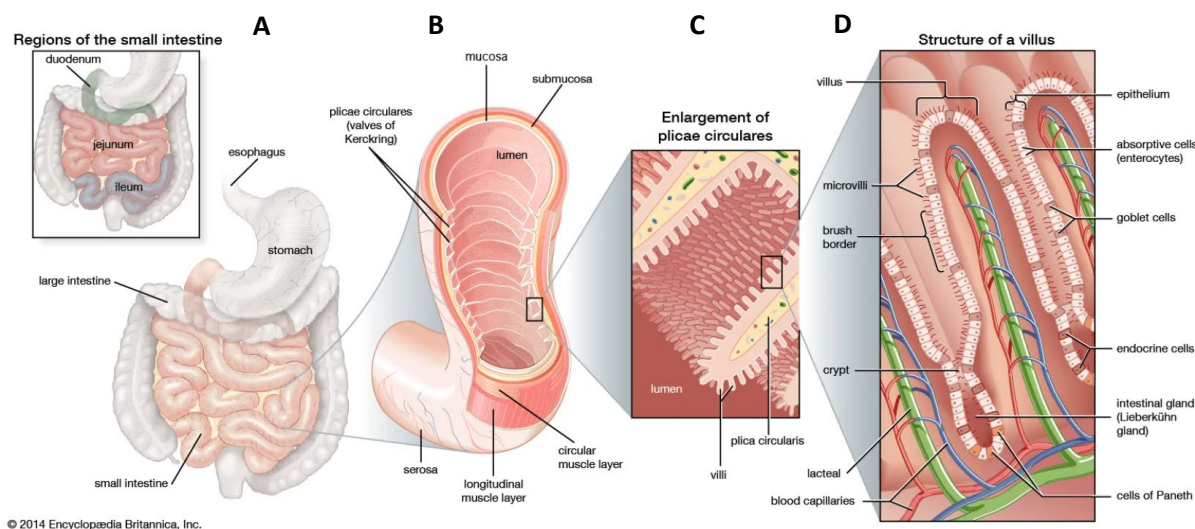 A
B
C
D
Regions of the small intestine
duodenum
jejunum
ileum
esophagus
stomach
large intestine
small intestine
mucosa
submucosa
plicae circulares
(valves of
Kerckring)
lumen
serosa
longitudinal
muscle layer
circular
muscle layer
Enlargement of
plicae circulares
lumen
villi
plica circularis
Structure of a villus
villus
microvilli
brush
border
crypt
lacteal
blood capillaries
epithelium
absorptive cells
(enterocytes)
goblet cells
endocrine cells
intestinal gland
(Lieberkühn
gland)
cells of Paneth
© 2014 Encyclopædia Britannica, Inc.